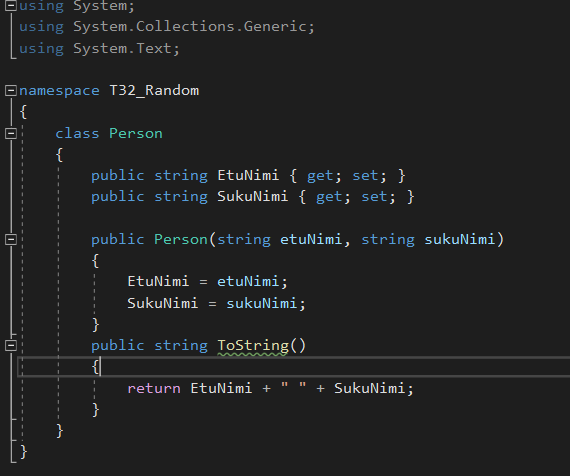 using System;
using System.Collections.Generic;
using System.Text;
namespace T32_Random
{
class Person
{
public string EtuNimi { get; set; }
public string SukuNimi { get; set; }
public Person(string etuNimi, string sukuNimi)
{
EtuNimi = etuNimi;
SukuNimi = sukuNimi;
}
public string ToString()
{
return EtuNimi + " " + SukuNimi;
}
}
}